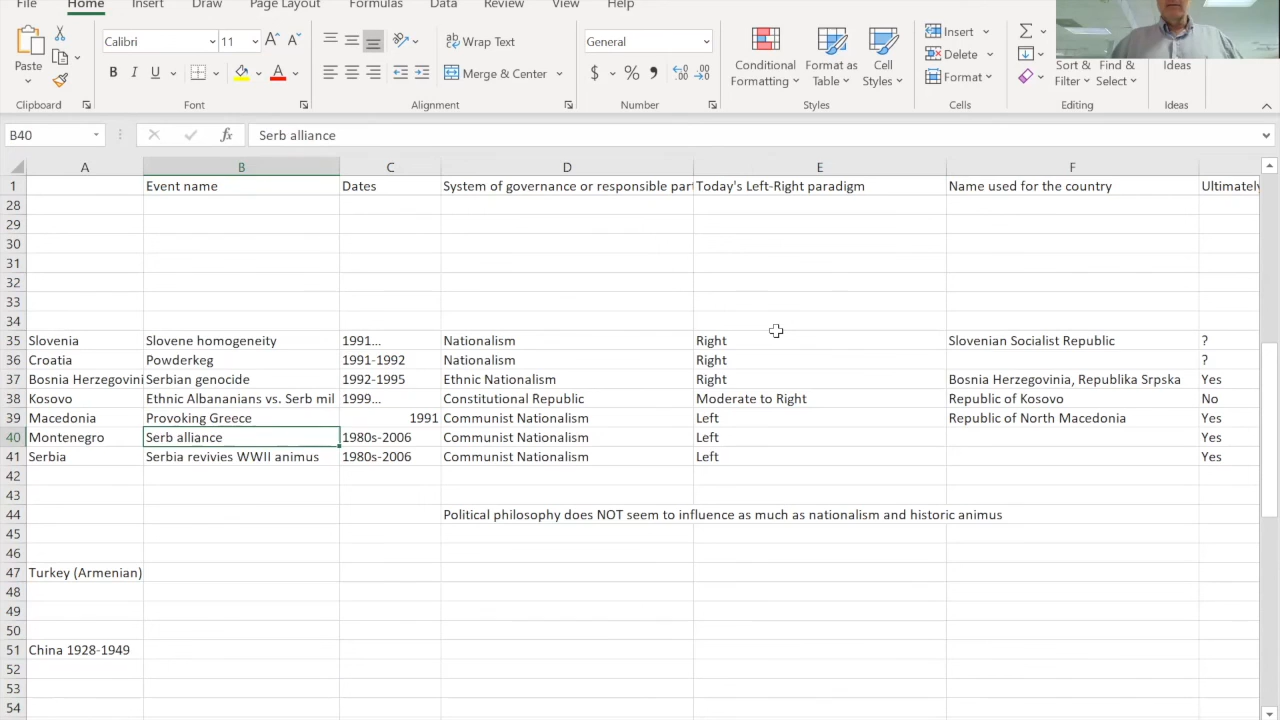 File Home Insert Draw Page Layout Formulas Data Review View Help
Calibri 11 Wrap Text General Insert
Paste Merge & Center Conditional Formatting Format as Table Cell Styles Delete Format Sort & Filter Find & Select Ideas
Clipboard Font Alignment Number Styles Cells Editing Ideas
B40 Serb alliance
A B C D E F
1 Event name Dates System of governance or responsible part Today's Left-Right paradigm Name used for the country Ultimately
28
29
30
31
32
33
34
35 Slovenia Slovene homogeneity 1991... Nationalism Right Slovenian Socialist Republic ?
36 Croatia Powderkeg 1991-1992 Nationalism Right ?
37 Bosnia Herzegovini Serbian genocide 1992-1995 Ethnic Nationalism Right Bosnia Herzegovinia, Republika Srpska Yes
38 Kosovo Ethnic Albananians vs. Serb mil 1999... Constitutional Republic Moderate to Right Republic of Kosovo No
39 Macedonia Provoking Greece 1991 Communist Nationalism Left Republic of North Macedonia Yes
40 Montenegro Serb alliance 1980s-2006 Communist Nationalism Left Yes
41 Serbia Serbia revivies WWII animus 1980s-2006 Communist Nationalism Left Yes
42
43
44 Political philosophy does NOT seem to influence as much as nationalism and historic animus
45
46
47 Turkey (Armenian)
48
49
50
51 China 1928-1949
52
53
54